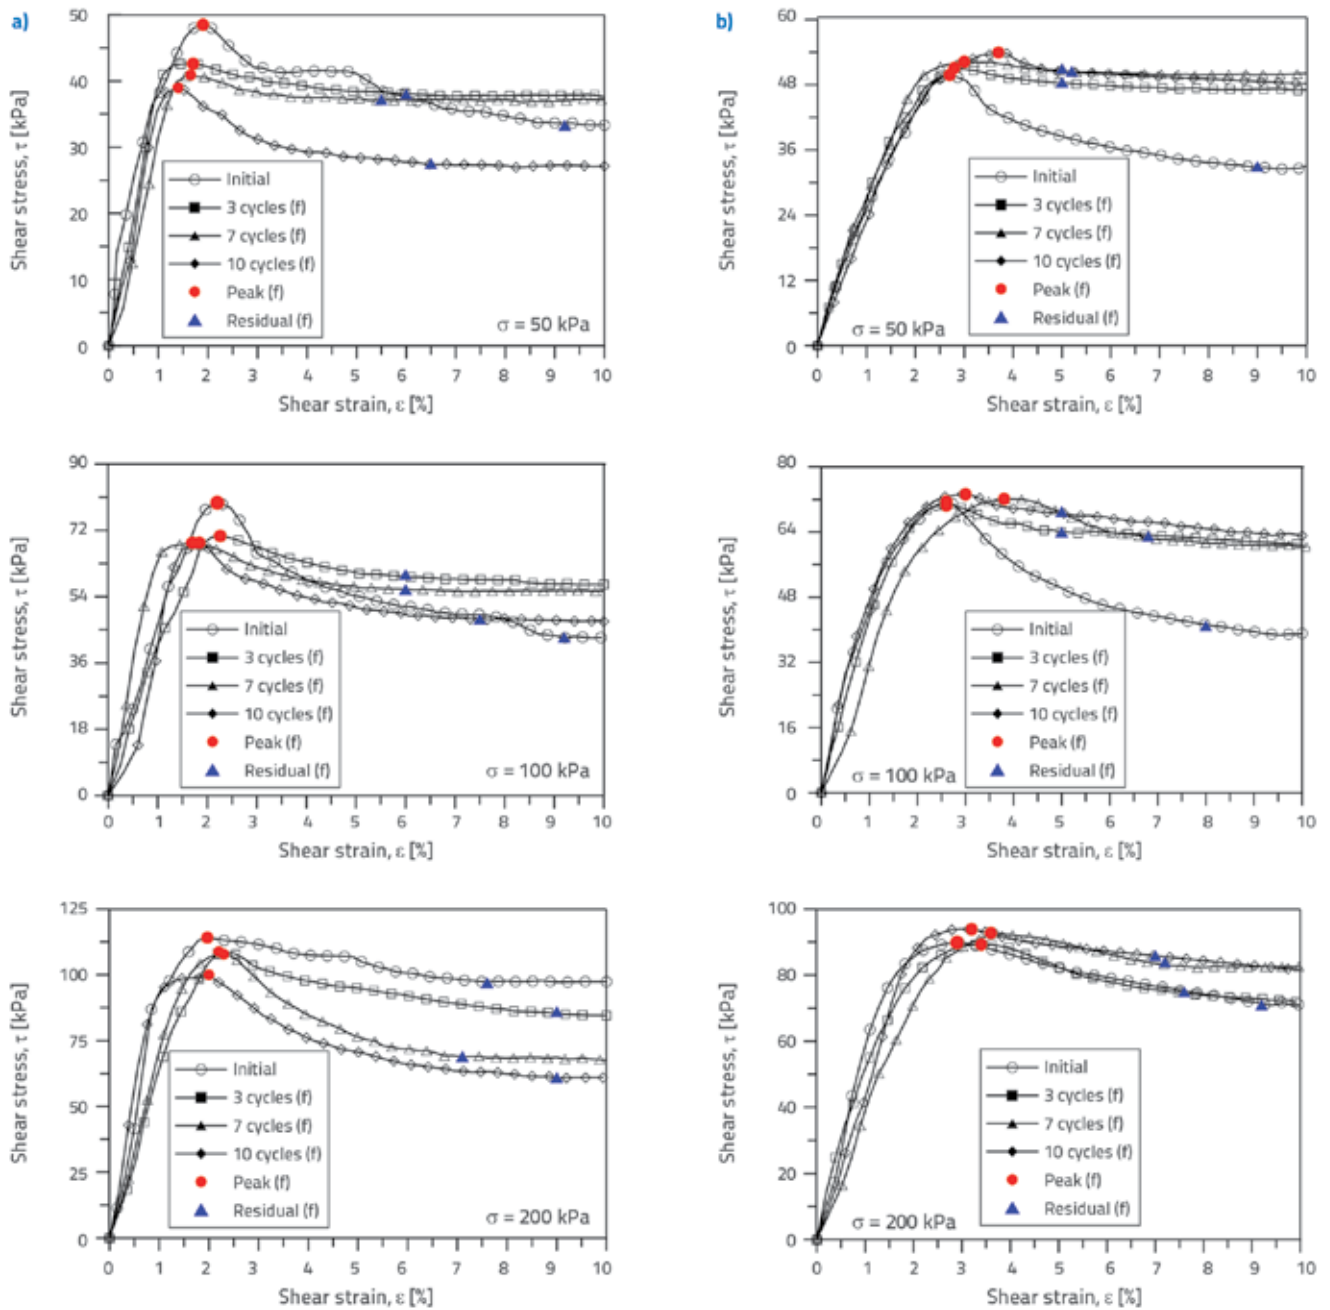 a)
50
40
30
20
10
0
Shear stress, τ [kPa]
Initial
3 cycles (f)
7 cycles (f)
10 cycles (f)
Peak (f)
Residual (f)
σ = 50 kPa
0 1 2 3 4 5 6 7 8 9 10
Shear strain, ε [%]
b)
60
48
36
24
12
0
Shear stress, τ [kPa]
Initial
3 cycles (f)
7 cycles (f)
10 cycles (f)
Peak (f)
Residual (f)
σ = 50 kPa
0 1 2 3 4 5 6 7 8 9 10
Shear strain, ε [%]
90
72
54
36
18
0
Shear stress, τ [kPa]
Initial
3 cycles (f)
7 cycles (f)
10 cycles (f)
Peak (f)
Residual (f)
σ = 100 kPa
0 1 2 3 4 5 6 7 8 9 10
Shear strain, ε [%]
80
64
48
32
16
0
Shear stress, τ [kPa]
Initial
3 cycles (f)
7 cycles (f)
10 cycles (f)
Peak (f)
Residual (f)
σ = 100 kPa
0 1 2 3 4 5 6 7 8 9 10
Shear strain, ε [%]
125
100
75
50
25
0
Shear stress, τ [kPa]
Initial
3 cycles (f)
7 cycles (f)
10 cycles (f)
Peak (f)
Residual (f)
σ = 200 kPa
0 1 2 3 4 5 6 7 8 9 10
Shear strain, ε [%]
100
80
60
40
20
0
Shear stress, τ [kPa]
Initial
3 cycles (f)
7 cycles (f)
10 cycles (f)
Peak (f)
Residual (f)
σ = 200 kPa
0 1 2 3 4 5 6 7 8 9 10
Shear strain, ε [%]